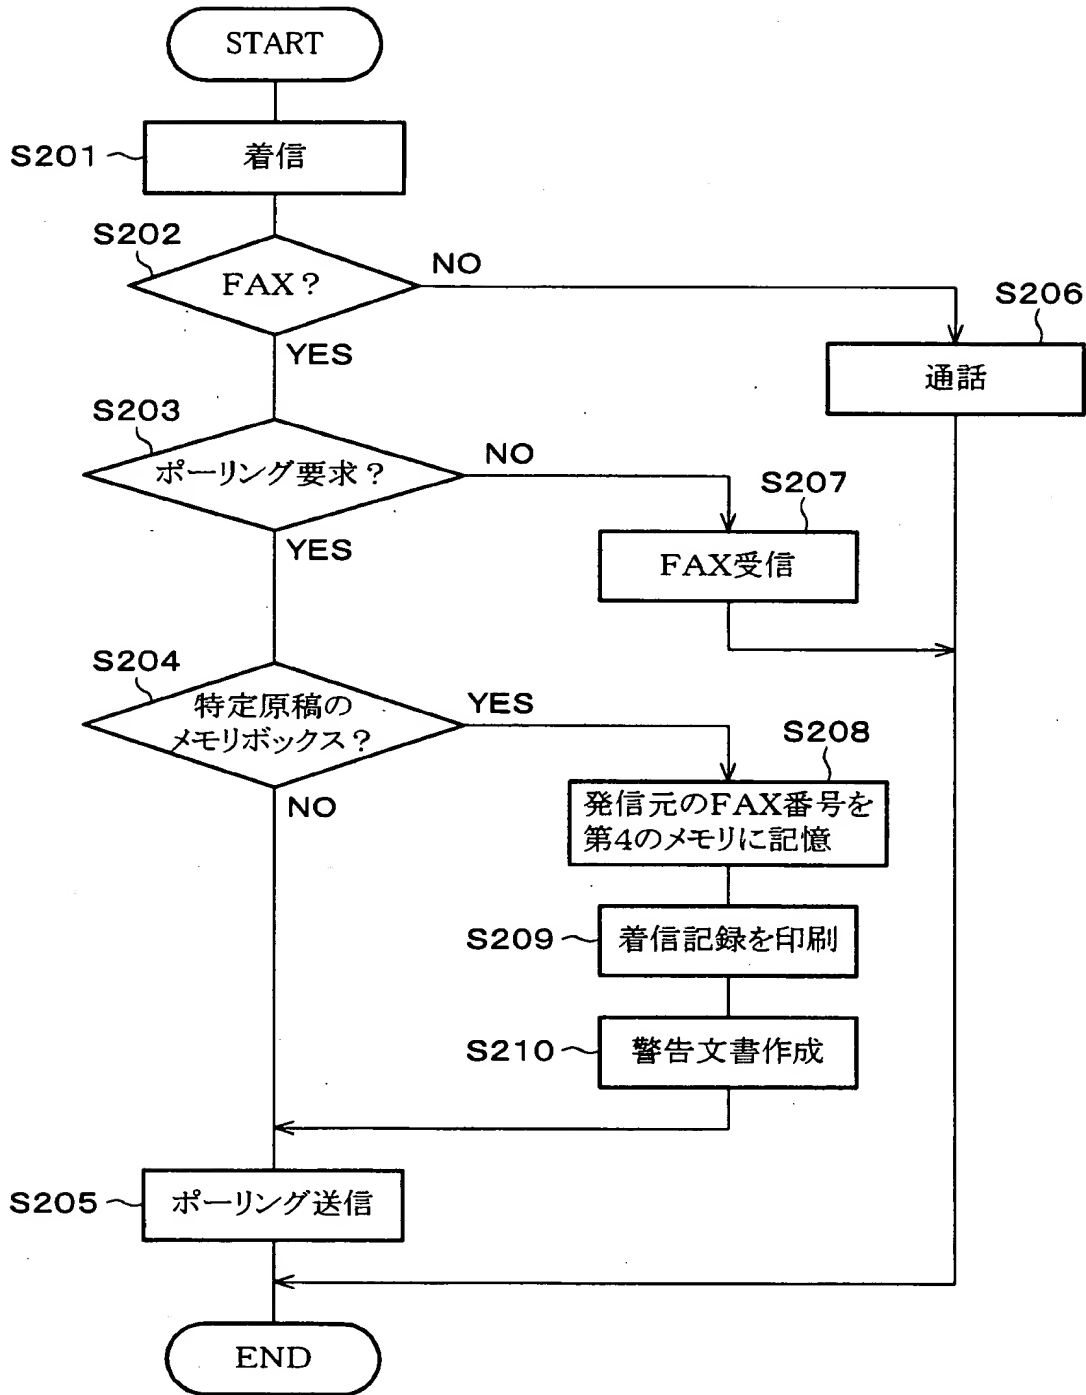 START
S201
着信
S202
FAX？
NO
YES
S206
通話
S203
ポーリング要求？
NO
YES
S207
FAX受信
S204
特定原稿の
メモリボックス？
YES
NO
S208
発信元のFAX番号を
第4のメモリに記憶
S209
着信記録を印刷
S210
警告文書作成
S205
ポーリング送信
END